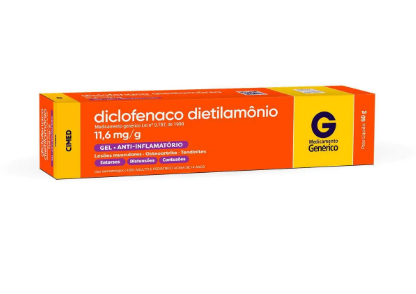 CIMED
diclofenaco dietilamônio
Medicamento genérico Lei nº 9.787, de 1999
11,6 mg/g
GEL • ANTI-INFLAMATÓRIO
Lesões musculares • Osteoartrite • Tendinites
Entorses Distensões Contusões
G
Medicamento
Genérico
60 g